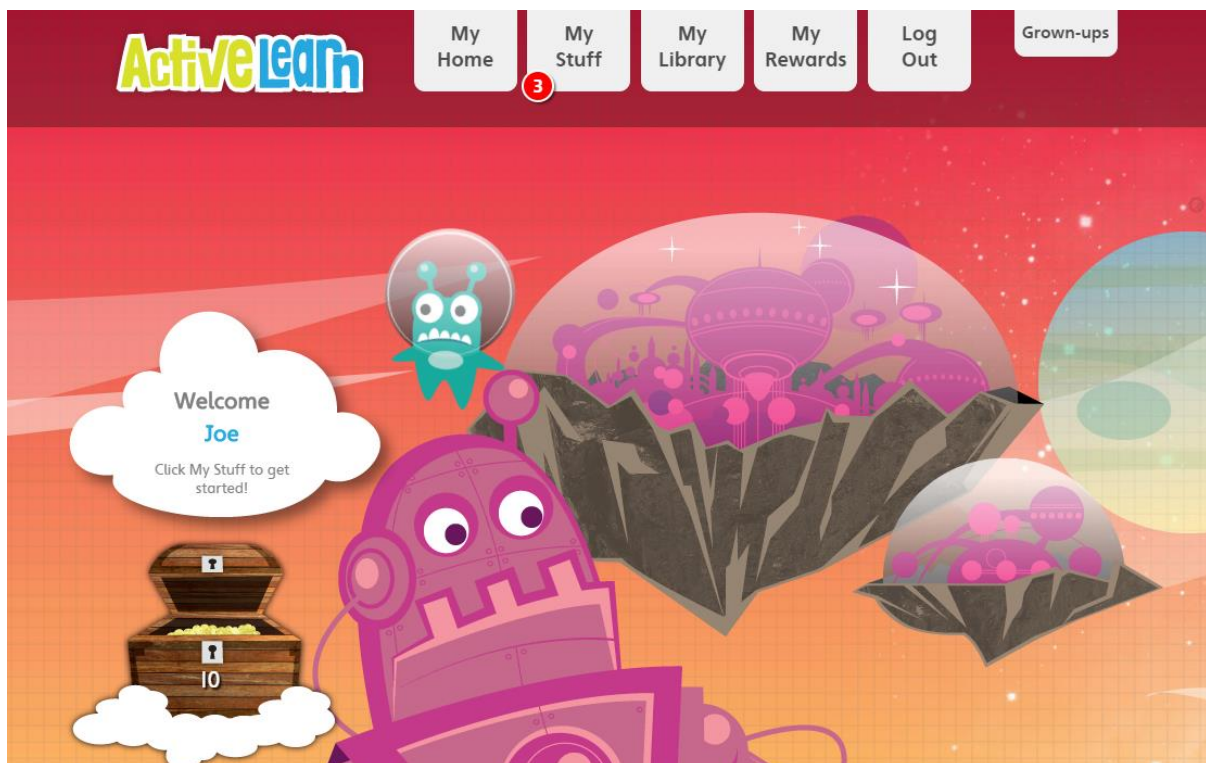 ActiveLearn
My
Home
My
Stuff
3
My
Library
My
Rewards
Log
Out
Grown-ups
Welcome
Joe
Click My Stuff to get
started!
10